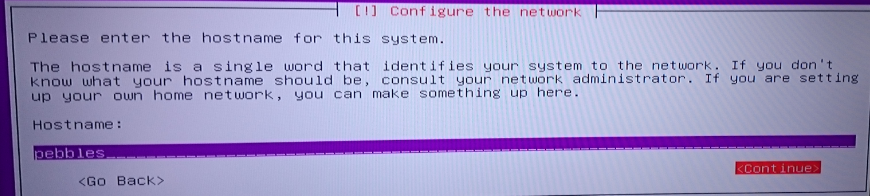 [!] Configure the network
Please enter the hostname for this system.
The hostname is a single word that identifies your system to the network. If you don't
know what your hostname should be, consult your network administrator. If you are setting
up your own home network, you can make something up here.
Hostname:
pebbles
<Go Back>
<Continue>